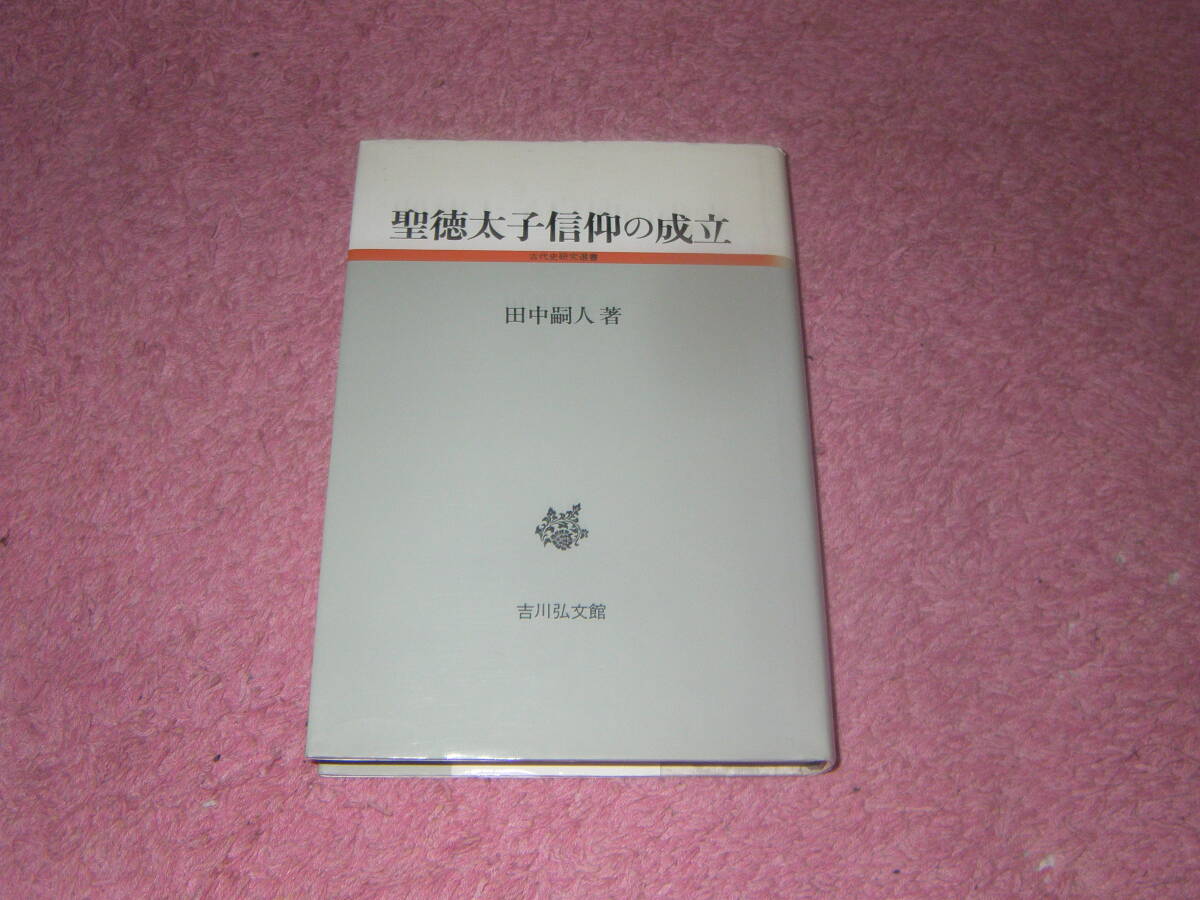 聖徳太子信仰の成立
古代史研究選書
田中嗣人著
吉川弘文館